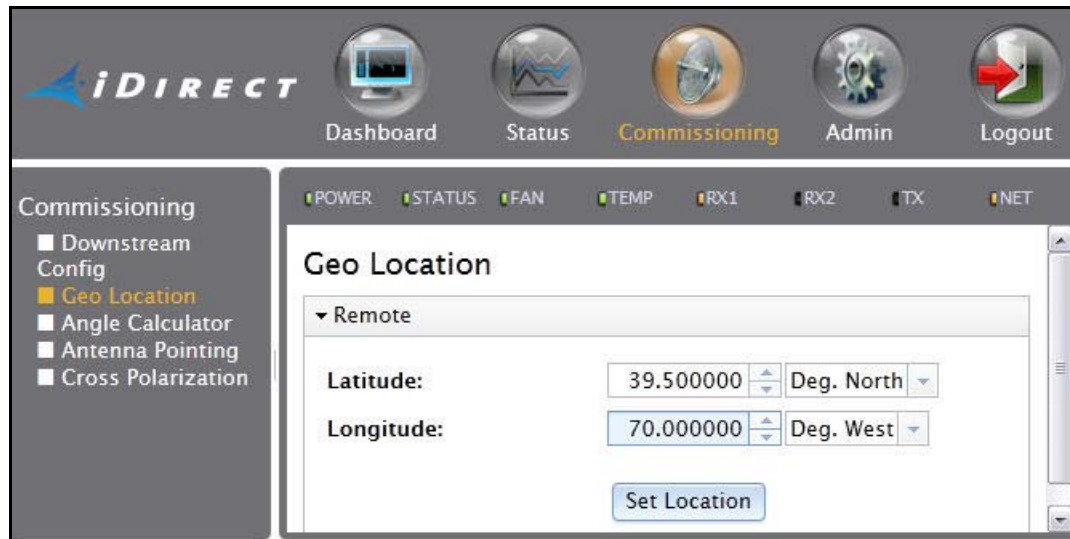 iDIRECT
Dashboard
Status
Commissioning
Admin
Logout
Commissioning
Downstream
Config
Geo Location
Angle Calculator
Antenna Pointing
Cross Polarization
POWER STATUS FAN TEMP RX1 RX2 TX NET
Geo Location
Remote
Latitude: 39.500000 Deg. North
Longitude: 70.000000 Deg. West
Set Location